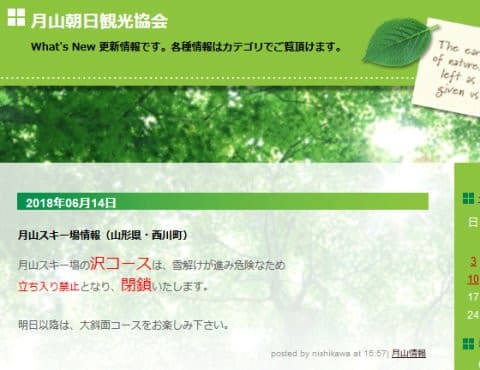 月山朝日観光協会
What's New 更新情報です。各種情報はカテゴリでご覧頂けます。
The ear
of nature.
left as
given us
2018年06月14日
月山スキー場情報（山形県・西川町）
月山スキー場の沢コースは、雪解けが進み危険なため
立ち入り禁止となり、閉鎖いたします。
明日以降は、大斜面コースをお楽しみ下さい。
posted by nishikawa at 16:57| 月山情報
日
3
10
17
24